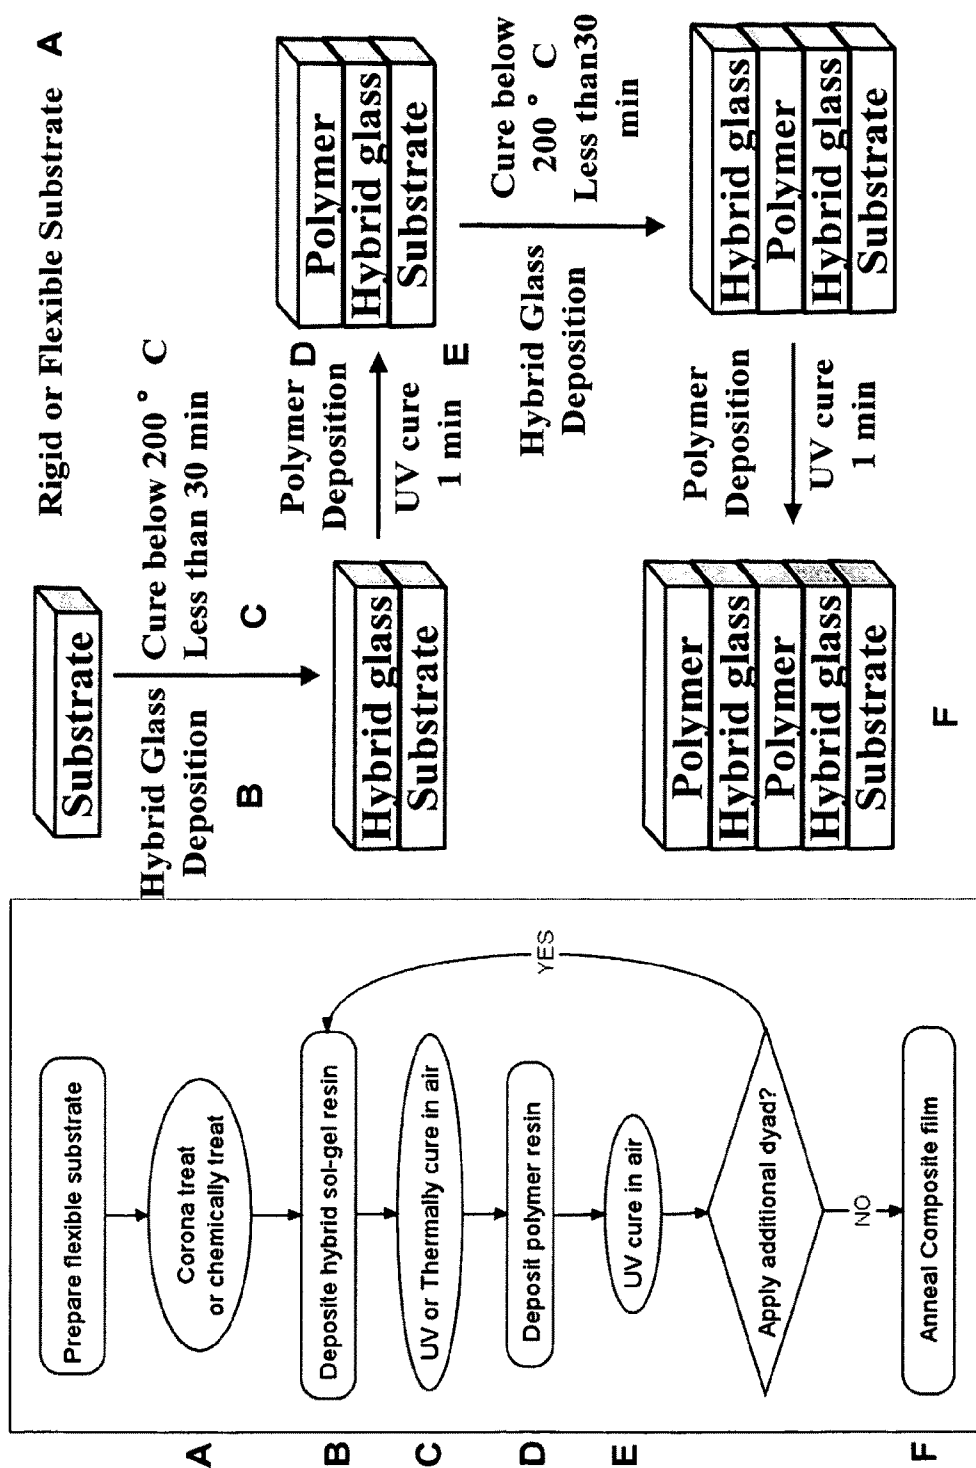 Prepare flexible substrate
A
Corona treat
or chemically treat
B
Deposite hybrid sol-gel resin
C
UV or Thermally cure in air
D
Deposit polymer resin
E
UV cure in air
Apply additional dyad?
YES
NO
F
Anneal Composite film
Substrate
Rigid or Flexible Substrate A
Hybrid Glass
Deposition
B
Cure below 200° C
Less than 30 min
C
Hybrid glass
Substrate
Polymer
Deposition
D
UV cure
1 min
E
Polymer
Hybrid glass
Substrate
Hybrid Glass
Deposition
Cure below
200° C
Less than30
min
Hybrid glass
Polymer
Hybrid glass
Substrate
Polymer
Deposition
UV cure
1 min
Polymer
Hybrid glass
Polymer
Hybrid glass
Substrate
F